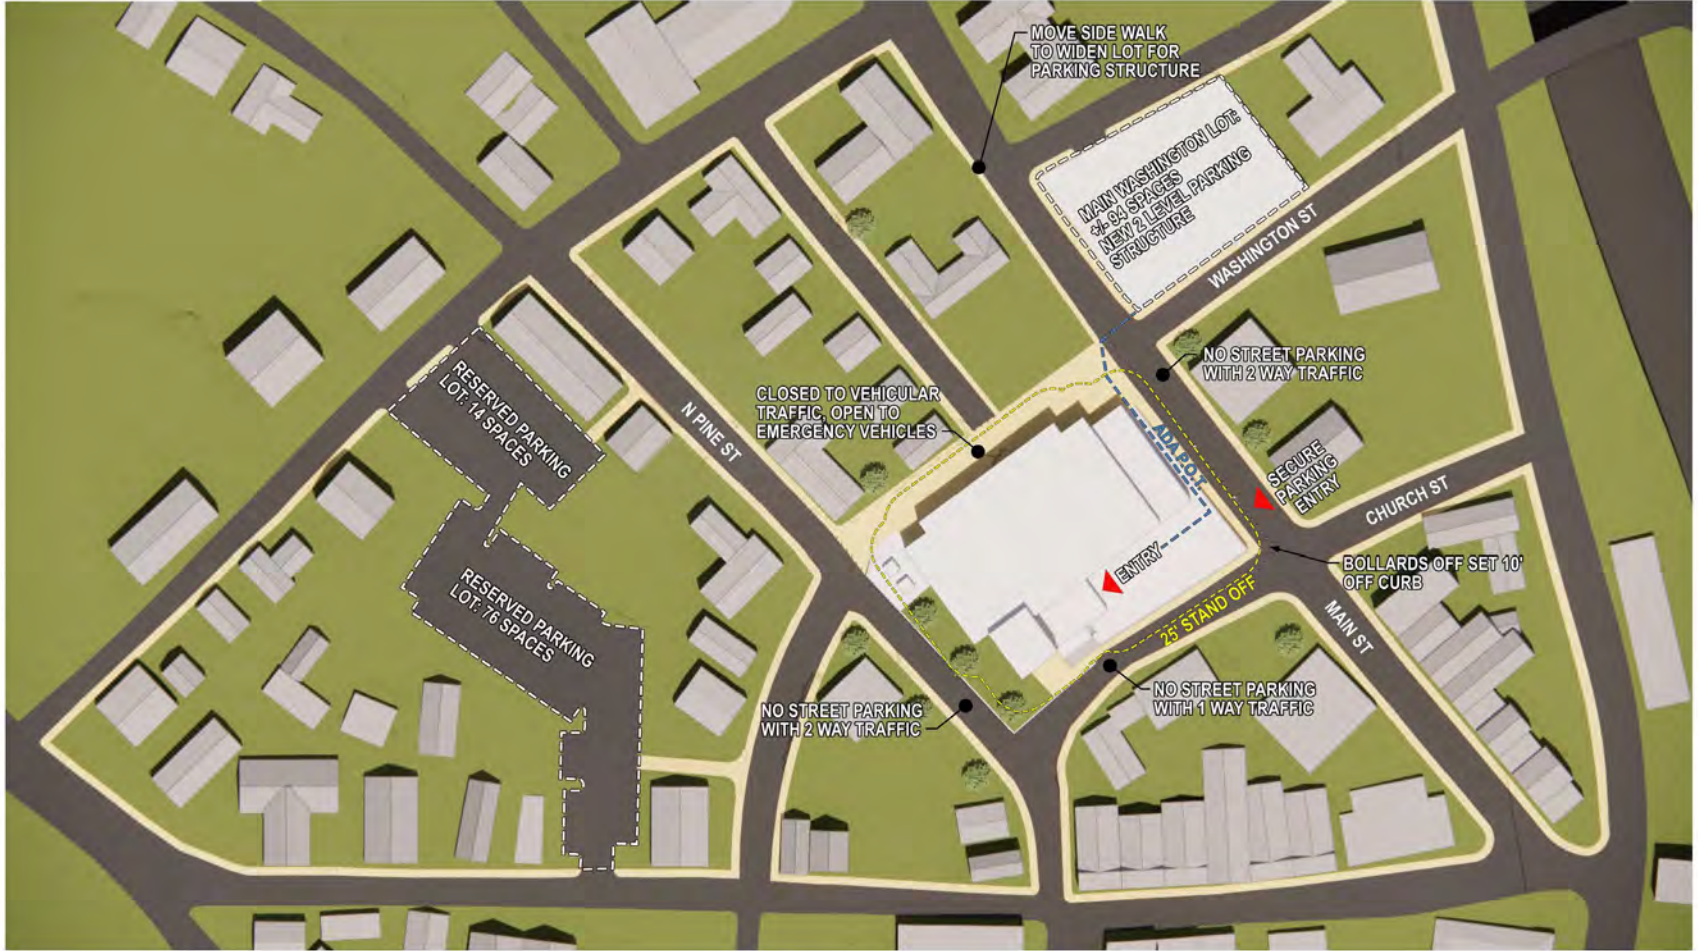 MOVE SIDE WALK
TO WIDEN LOT FOR
PARKING STRUCTURE
MAIN WASHINGTON LOT:
+/-94 SPACES
NEW 2 LEVEL PARKING
STRUCTURE
WASHINGTON ST
NO STREET PARKING
WITH 2 WAY TRAFFIC
RESERVED PARKING
LOT: 14 SPACES
N PINE ST
CLOSED TO VEHICULAR
TRAFFIC, OPEN TO
EMERGENCY VEHICLES
ADA P.O.T.
SECURE
PARKING
ENTRY
CHURCH ST
ENTRY
BOLLARDS OFF SET 10'
OFF CURB
RESERVED PARKING
LOT: 76 SPACES
25' STAND OFF
MAIN ST
NO STREET PARKING
WITH 1 WAY TRAFFIC
NO STREET PARKING
WITH 2 WAY TRAFFIC